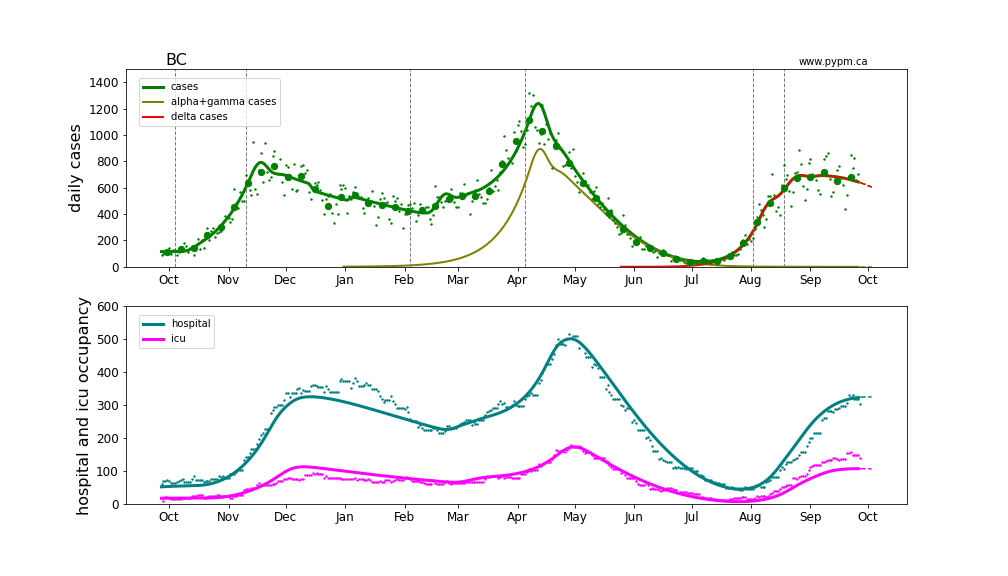 BC
www.pypm.ca
daily cases
1400
1200
1000
800
600
400
200
0
cases
alpha+gamma cases
delta cases
Oct Nov Dec Jan Feb Mar Apr May Jun Jul Aug Sep Oct
hospital and icu occupancy
600
500
400
300
200
100
0
hospital
icu
Oct Nov Dec Jan Feb Mar Apr May Jun Jul Aug Sep Oct